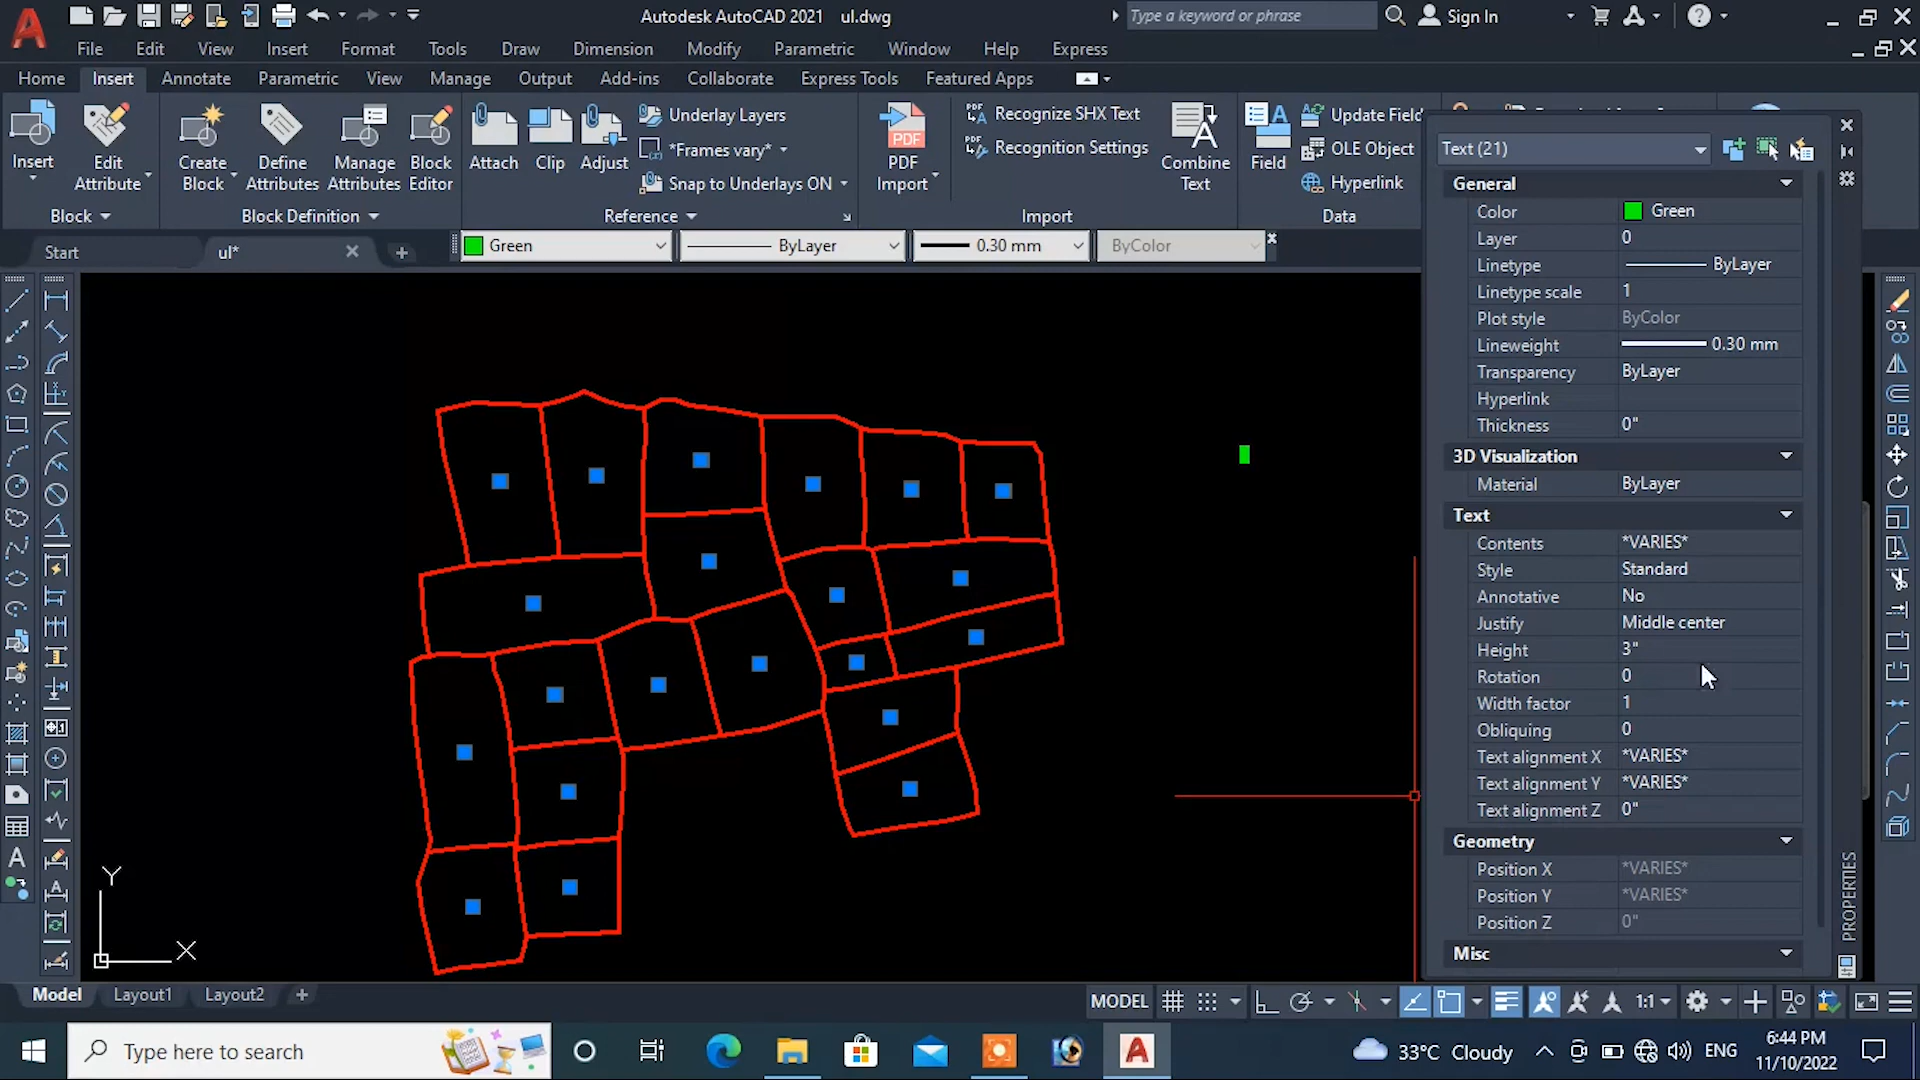 Autodesk AutoCAD 2021 ul.dwg
Type a keyword or phrase
Sign In
File Edit View Insert Format Tools Draw Dimension Modify Parametric Window Help Express
Home Insert Annotate Parametric View Manage Output Add-ins Collaborate Express Tools Featured Apps
Insert
Edit
Attribute
Create
Block
Define
Attributes
Manage
Attributes
Block
Editor
Attach
Clip
Adjust
Underlay Layers
*Frames vary*
Snap to Underlays ON
PDF
PDF
Import
Recognize SHX Text
Recognition Settings
Combine
Text
Field
Update Field
OLE Object
Hyperlink
Block
Block Definition
Reference
Import
Data
Start
ul*
Green
ByLayer
0.30 mm
ByColor
Text (21)
General
Color Green
Layer 0
Linetype ByLayer
Linetype scale 1
Plot style ByColor
Lineweight 0.30 mm
Transparency ByLayer
Hyperlink
Thickness 0"
3D Visualization
Material ByLayer
Text
Contents *VARIES*
Style Standard
Annotative No
Justify Middle center
Height 3"
Rotation 0
Width factor 1
Obliquing 0
Text alignment X *VARIES*
Text alignment Y *VARIES*
Text alignment Z 0"
Geometry
Position X *VARIES*
Position Y *VARIES*
Position Z 0"
Misc
PROPERTIES
Y
X
Model Layout1 Layout2 +
MODEL
1:1
Type here to search
33°C Cloudy
ENG
6:44 PM
11/10/2022